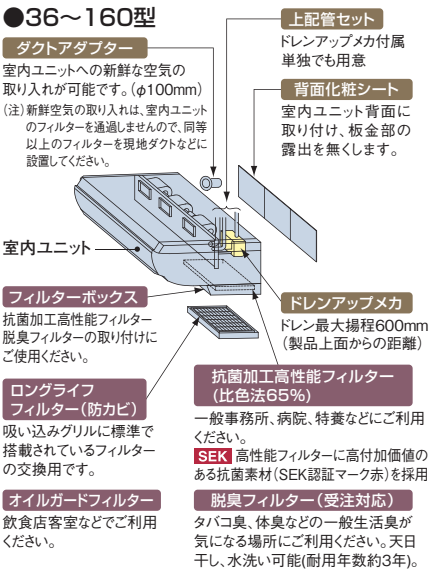 ●36〜160型
ダクトアダプター
室内ユニットへの新鮮な空気の
取り入れが可能です。(φ100mm)
(注)新鮮空気の取り入れは、室内ユニット
のフィルターを通過しませんので、同等
以上のフィルターを現地ダクトなどに
設置してください。
上配管セット
ドレンアップメカ付属
単独でも用意
背面化粧シート
室内ユニット背面に
取り付け、板金部の
露出を無くします。
室内ユニット
フィルターボックス
抗菌加工高性能フィルター
脱臭フィルターの取り付けに
ご使用ください。
ドレンアップメカ
ドレン最大揚程600mm
(製品上面からの距離)
ロングライフ
フィルター(防カビ)
吸い込みグリルに標準で
搭載されているフィルター
の交換用です。
抗菌加工高性能フィルター
(比色法65%)
一般事務所、病院、特養などにご利用
ください。
SEK 高性能フィルターに高付加価値の
ある抗菌素材(SEK認証マーク赤)を採用
オイルガードフィルター
飲食店客室などでご利用
ください。
脱臭フィルター(受注対応)
タバコ臭、体臭などの一般生活臭が
気になる場所にご利用ください。天日
干し、水洗い可能(耐用年数約3年)。